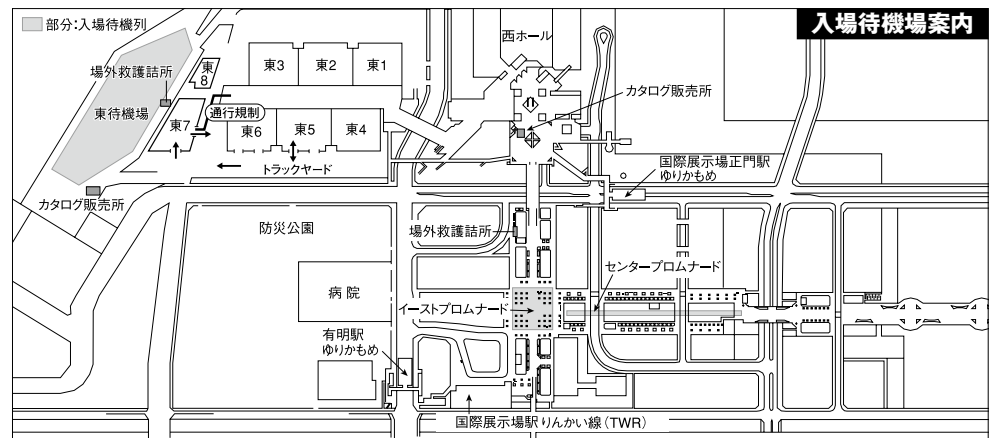 部分:入場待機列
入場待機場案内
西ホール
場外救護詰所
東8
東3
東2
東1
カタログ販売所
東待機場
東7
通行規制
東6
東5
東4
トラックヤード
国際展示場正門駅
ゆりかもめ
カタログ販売所
防災公園
場外救護詰所
センタープロムナード
病院
イーストプロムナード
有明駅
ゆりかもめ
国際展示場駅りんかい線(TWR)